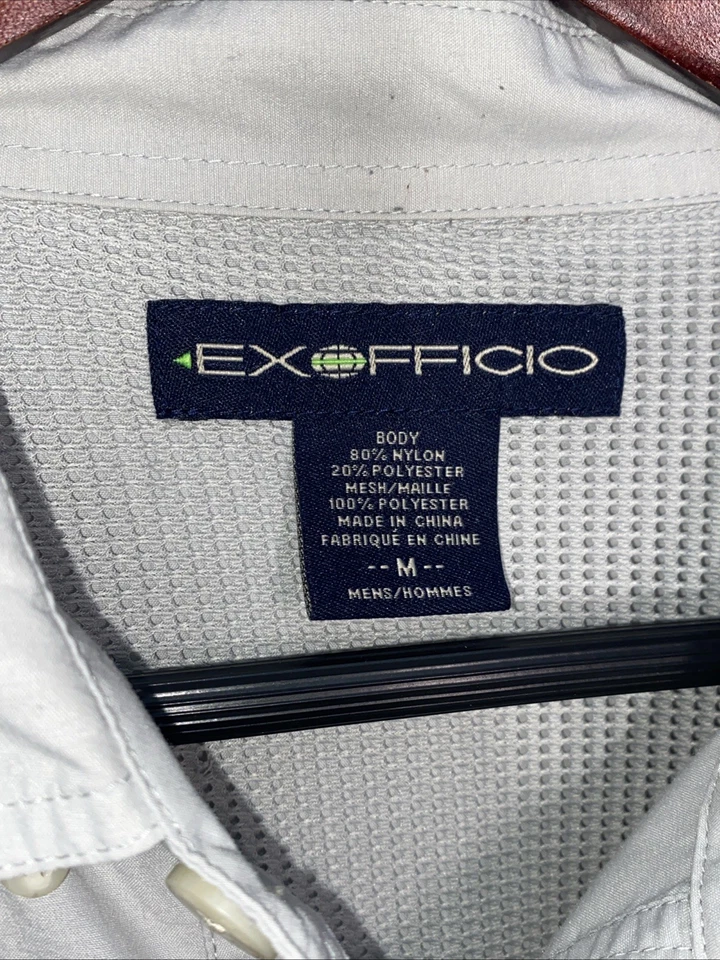 EXOFFICIO
BODY
80% NYLON
20% POLYESTER
MESH/MAILLE
100% POLYESTER
MADE IN CHINA
FABRIQUÉ EN CHINE
-- M --
MENS/HOMMES